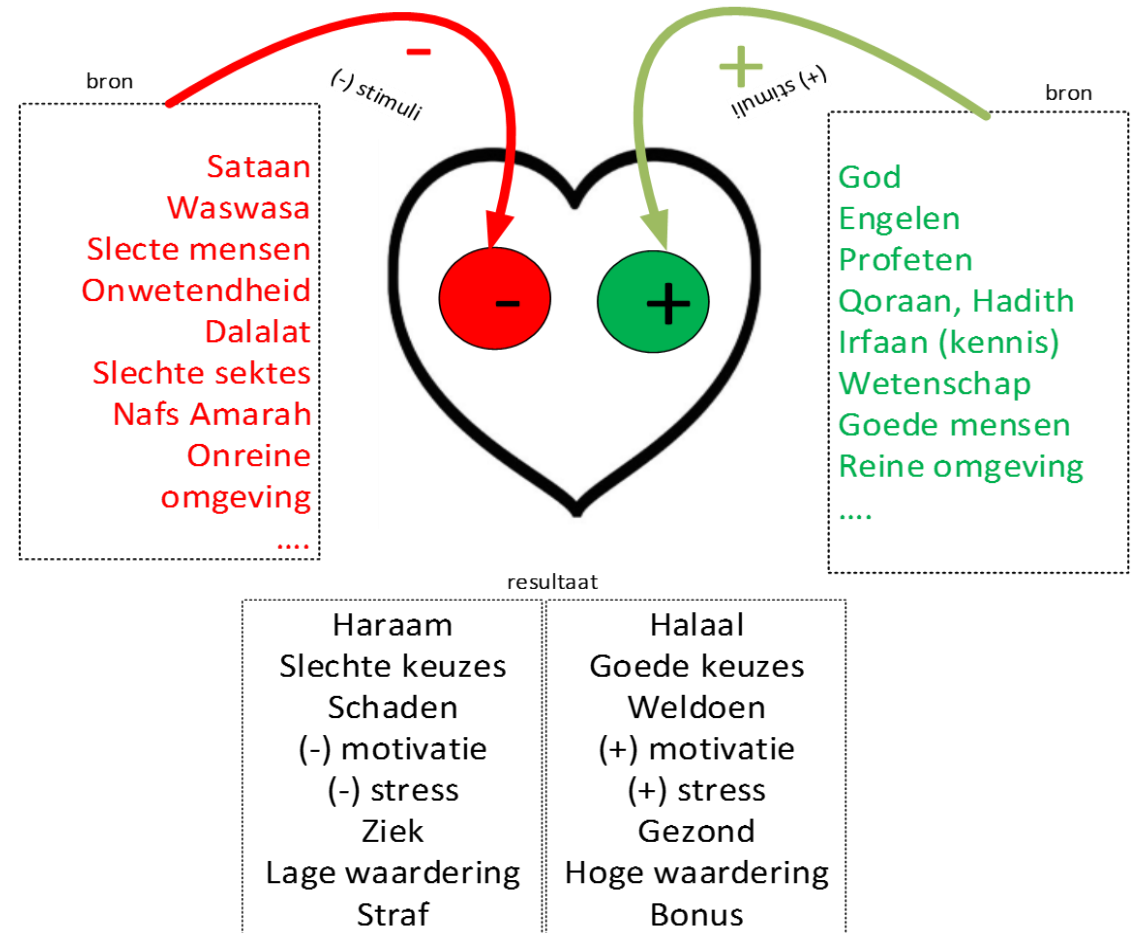 -
(-) stimuli
bron
Sataan
Waswasa
Slecte mensen
Onwetendheid
Dalalat
Slechte sektes
Nafs Amarah
Onreine
omgeving
....
+
(+) stimuli
bron
God
Engelen
Profeten
Qoraan, Hadith
Irfaan (kennis)
Wetenschap
Goede mensen
Reine omgeving
....
-
+
resultaat
Haraam
Slechte keuzes
Schaden
(-) motivatie
(-) stress
Ziek
Lage waardering
Straf
Halaal
Goede keuzes
Weldoen
(+) motivatie
(+) stress
Gezond
Hoge waardering
Bonus